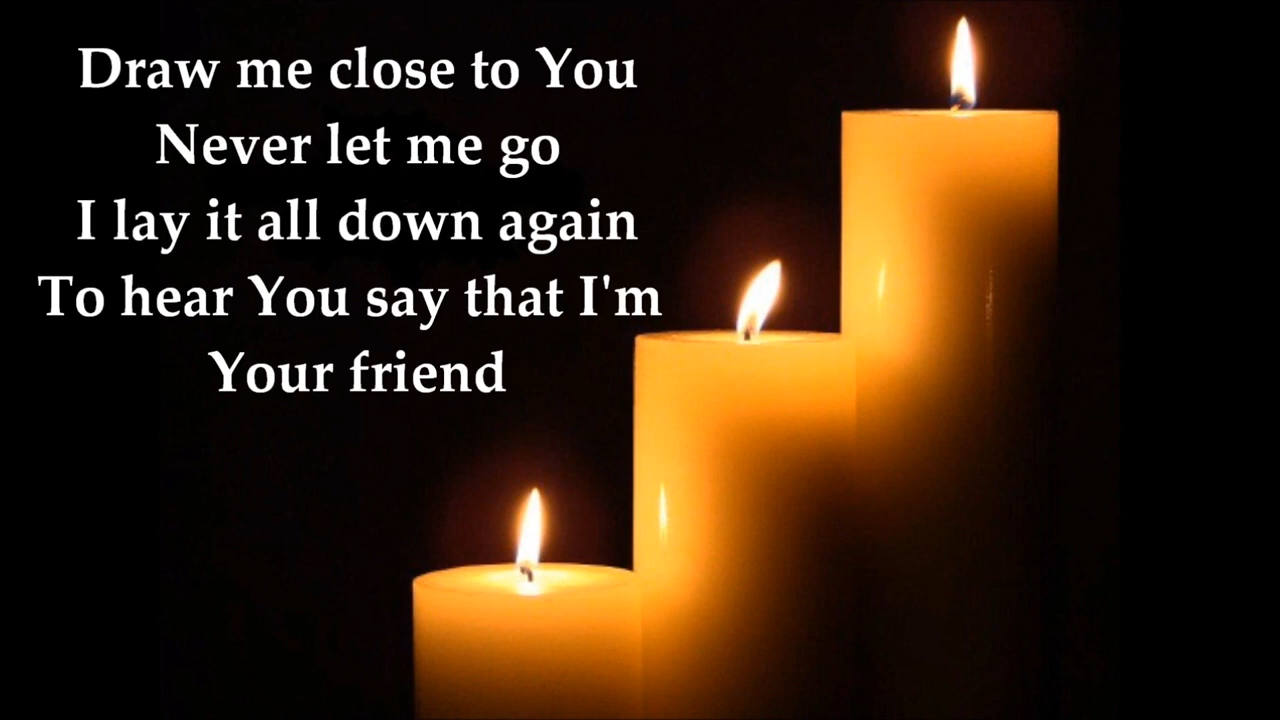 Draw me close to You
Never let me go
I lay it all down again
To hear You say that I'm
Your friend